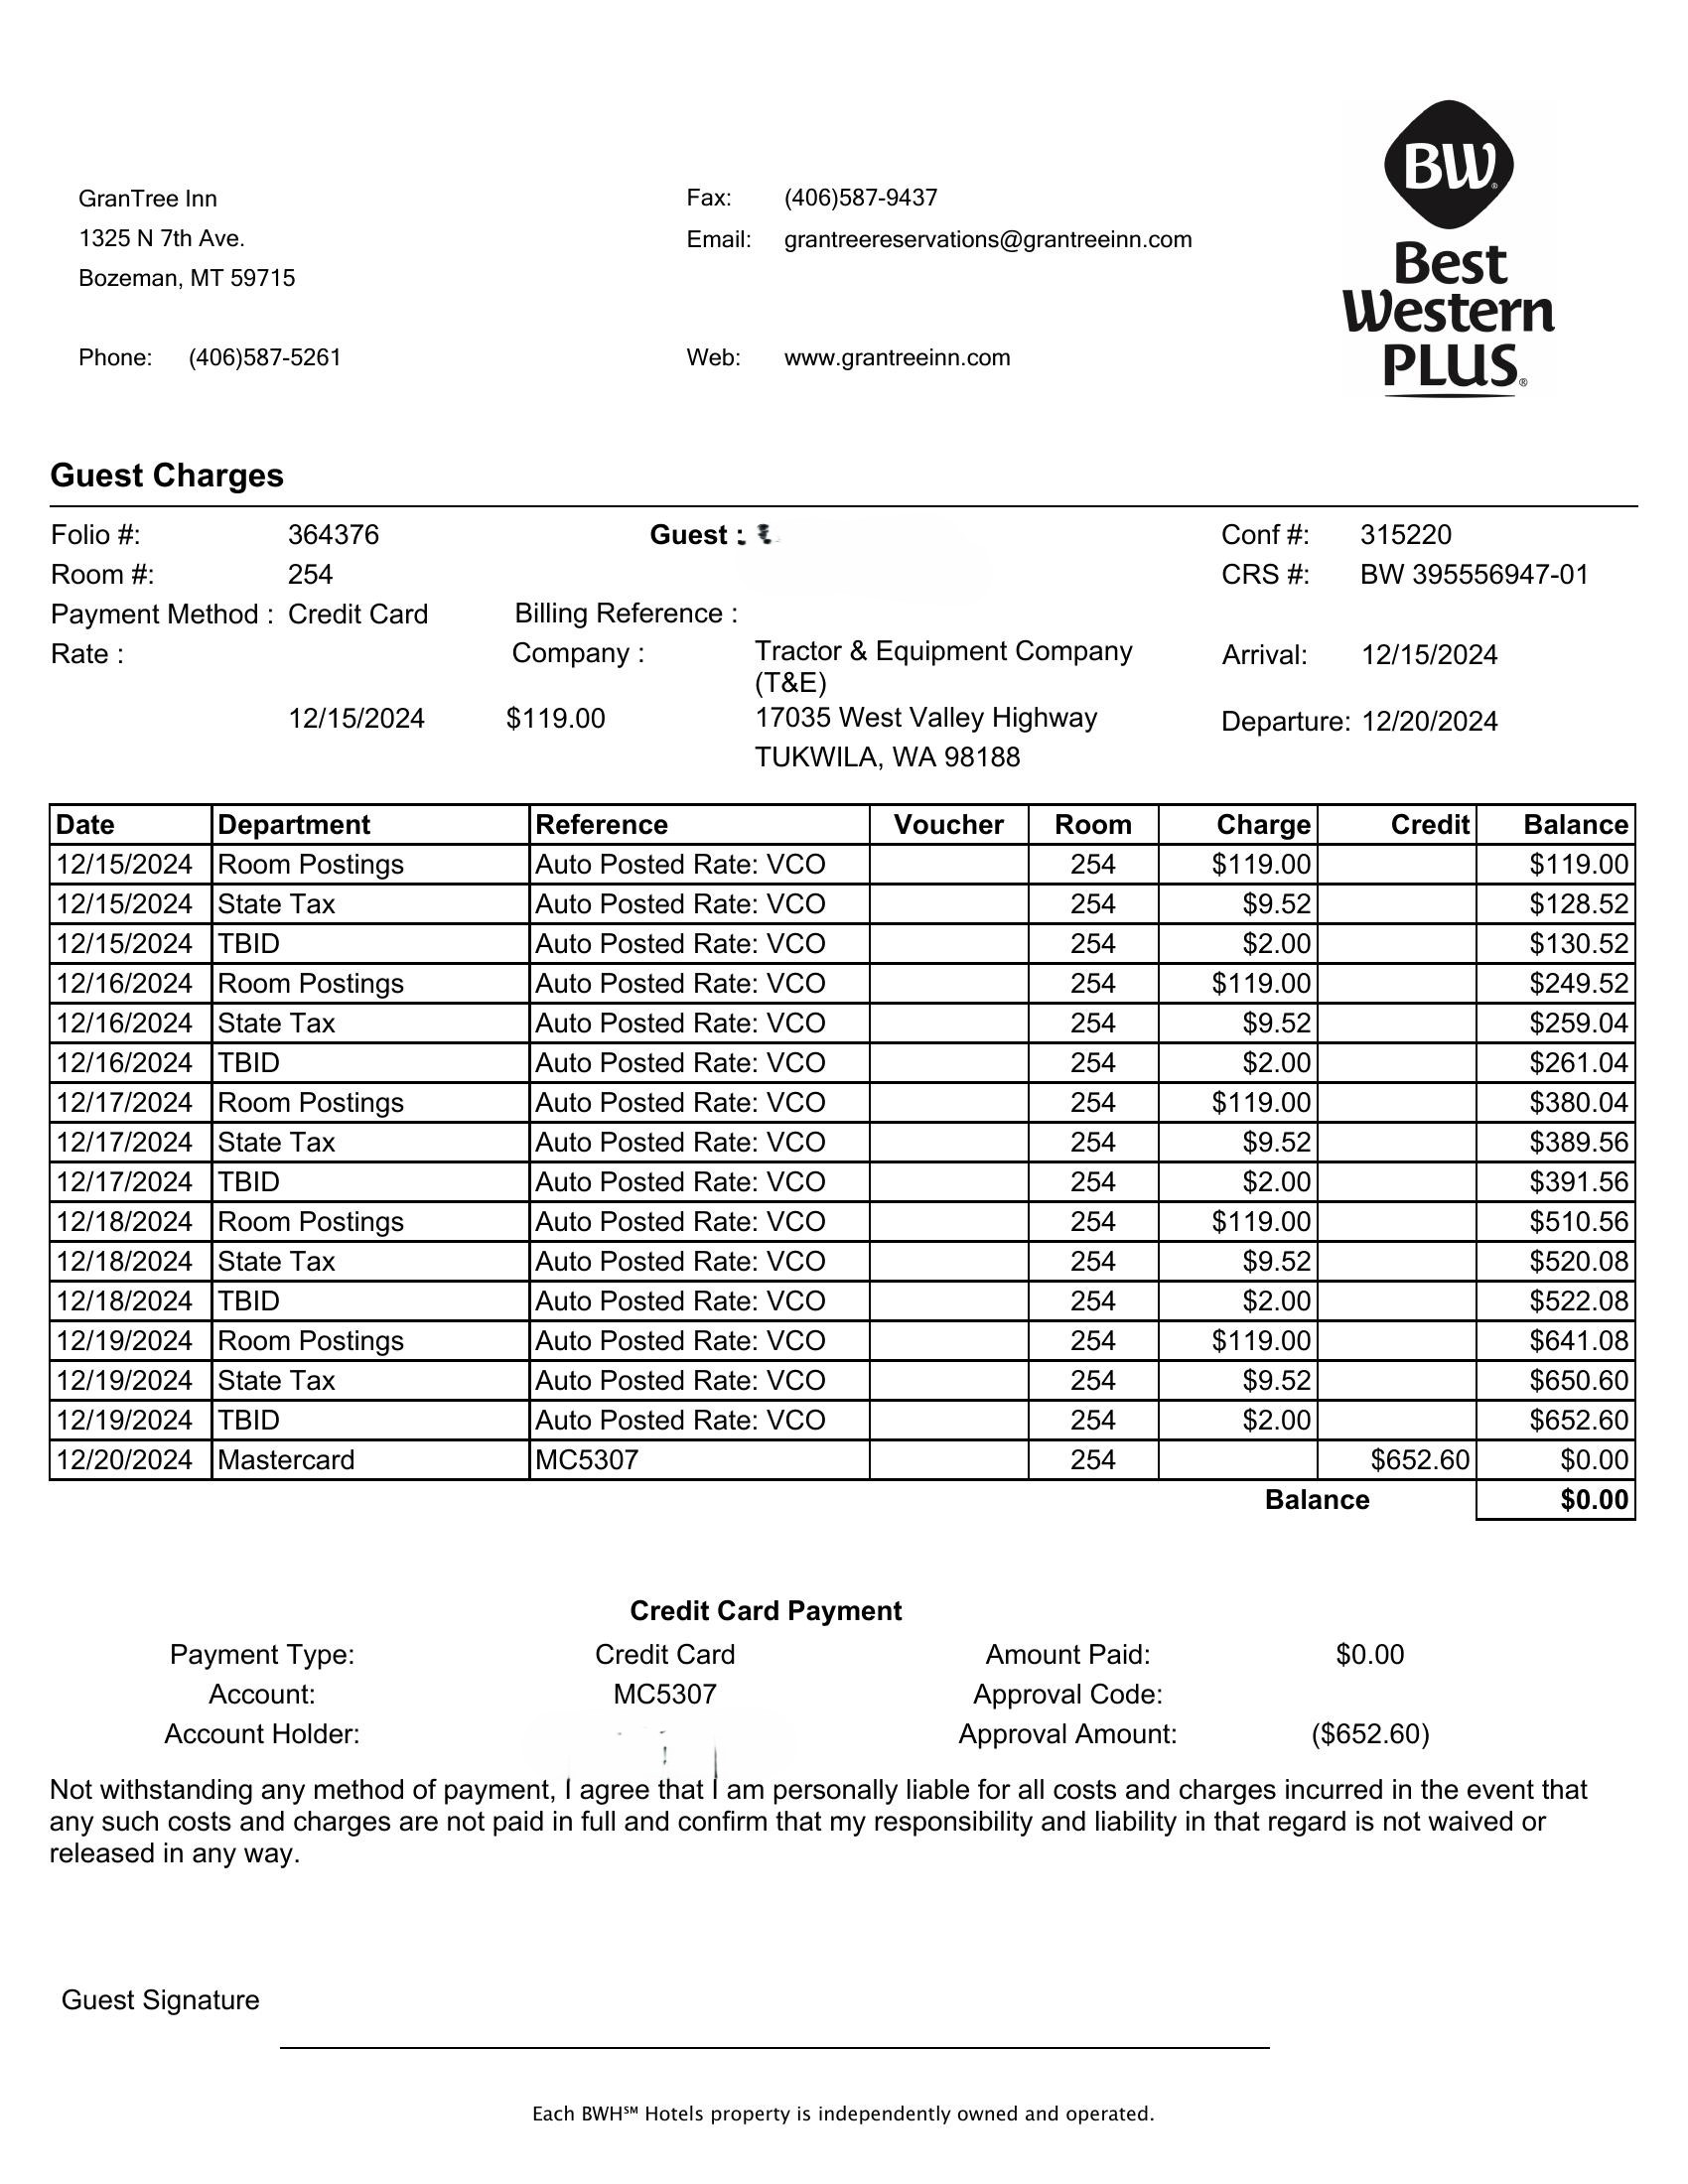 BW®
Best
Western
PLUS®
GranTree Inn
1325 N 7th Ave.
Bozeman, MT 59715
Phone: (406)587-5261
Fax: (406)587-9437
Email: grantreereservations@grantreeinn.com
Web: www.grantreeinn.com
Guest Charges
Folio #: 364376 Guest : Conf #: 315220
Room #: 254 CRS #: BW 395556947-01
Payment Method : Credit Card Billing Reference :
Rate : Company : Tractor & Equipment Company Arrival: 12/15/2024
(T&E)
12/15/2024 $119.00 17035 West Valley Highway Departure: 12/20/2024
TUKWILA, WA 98188
Date Department Reference Voucher Room Charge Credit Balance
12/15/2024 Room Postings Auto Posted Rate: VCO 254 $119.00 $119.00
12/15/2024 State Tax Auto Posted Rate: VCO 254 $9.52 $128.52
12/15/2024 TBID Auto Posted Rate: VCO 254 $2.00 $130.52
12/16/2024 Room Postings Auto Posted Rate: VCO 254 $119.00 $249.52
12/16/2024 State Tax Auto Posted Rate: VCO 254 $9.52 $259.04
12/16/2024 TBID Auto Posted Rate: VCO 254 $2.00 $261.04
12/17/2024 Room Postings Auto Posted Rate: VCO 254 $119.00 $380.04
12/17/2024 State Tax Auto Posted Rate: VCO 254 $9.52 $389.56
12/17/2024 TBID Auto Posted Rate: VCO 254 $2.00 $391.56
12/18/2024 Room Postings Auto Posted Rate: VCO 254 $119.00 $510.56
12/18/2024 State Tax Auto Posted Rate: VCO 254 $9.52 $520.08
12/18/2024 TBID Auto Posted Rate: VCO 254 $2.00 $522.08
12/19/2024 Room Postings Auto Posted Rate: VCO 254 $119.00 $641.08
12/19/2024 State Tax Auto Posted Rate: VCO 254 $9.52 $650.60
12/19/2024 TBID Auto Posted Rate: VCO 254 $2.00 $652.60
12/20/2024 Mastercard MC5307 254 $652.60 $0.00
Balance $0.00
Credit Card Payment
Payment Type: Credit Card Amount Paid: $0.00
Account: MC5307 Approval Code:
Account Holder: Approval Amount: ($652.60)
Not withstanding any method of payment, I agree that I am personally liable for all costs and charges incurred in the event that
any such costs and charges are not paid in full and confirm that my responsibility and liability in that regard is not waived or
released in any way.
Guest Signature
Each BWH℠ Hotels property is independently owned and operated.